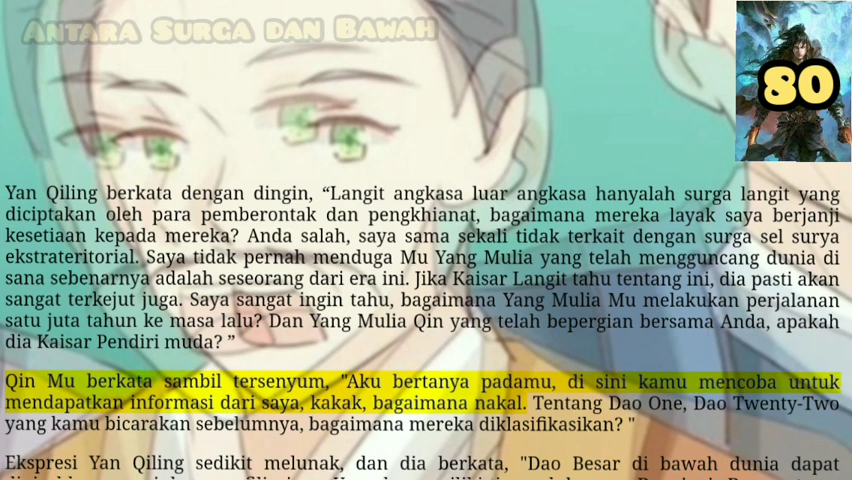 Antara Surga dan Bawah
80
Yan Qiling berkata dengan dingin, “Langit angkasa luar angkasa hanyalah surga langit yang
diciptakan oleh para pemberontak dan pengkhianat, bagaimana mereka layak saya berjanji
kesetiaan kepada mereka? Anda salah, saya sama sekali tidak terkait dengan surga sel surya
ekstrateritorial. Saya tidak pernah menduga Mu Yang Mulia yang telah mengguncang dunia di
sana sebenarnya adalah seseorang dari era ini. Jika Kaisar Langit tahu tentang ini, dia pasti akan
sangat terkejut juga. Saya sangat ingin tahu, bagaimana Yang Mulia Mu melakukan perjalanan
satu juta tahun ke masa lalu? Dan Yang Mulia Qin yang telah bepergian bersama Anda, apakah
dia Kaisar Pendiri muda? ”
Qin Mu berkata sambil tersenyum, "Aku bertanya padamu, di sini kamu mencoba untuk
mendapatkan informasi dari saya, kakak, bagaimana nakal. Tentang Dao One, Dao Twenty-Two
yang kamu bicarakan sebelumnya, bagaimana mereka diklasifikasikan? "
Ekspresi Yan Qiling sedikit melunak, dan dia berkata, "Dao Besar di bawah dunia dapat